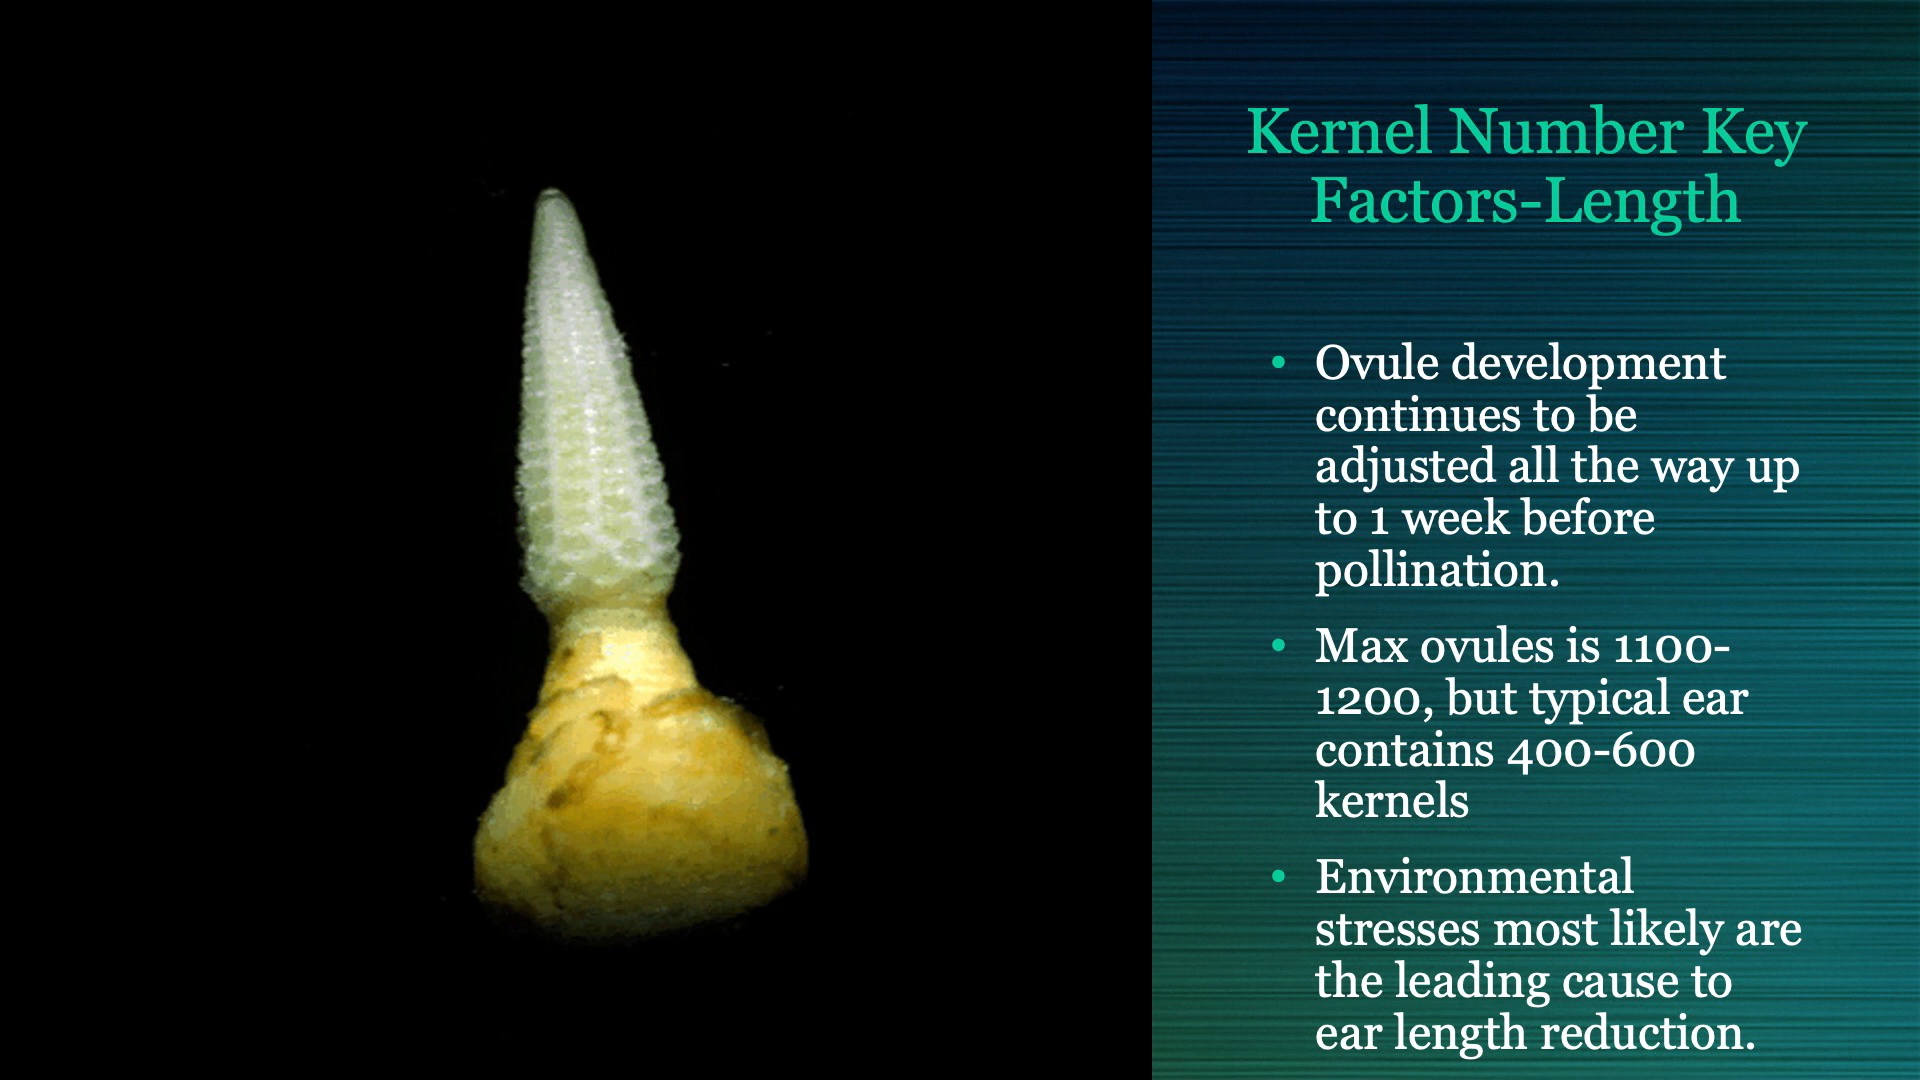 Kernel Number Key
Factors-Length
• Ovule development
continues to be
adjusted all the way up
to 1 week before
pollination.
• Max ovules is 1100-
1200, but typical ear
contains 400-600
kernels
• Environmental
stresses most likely are
the leading cause to
ear length reduction.